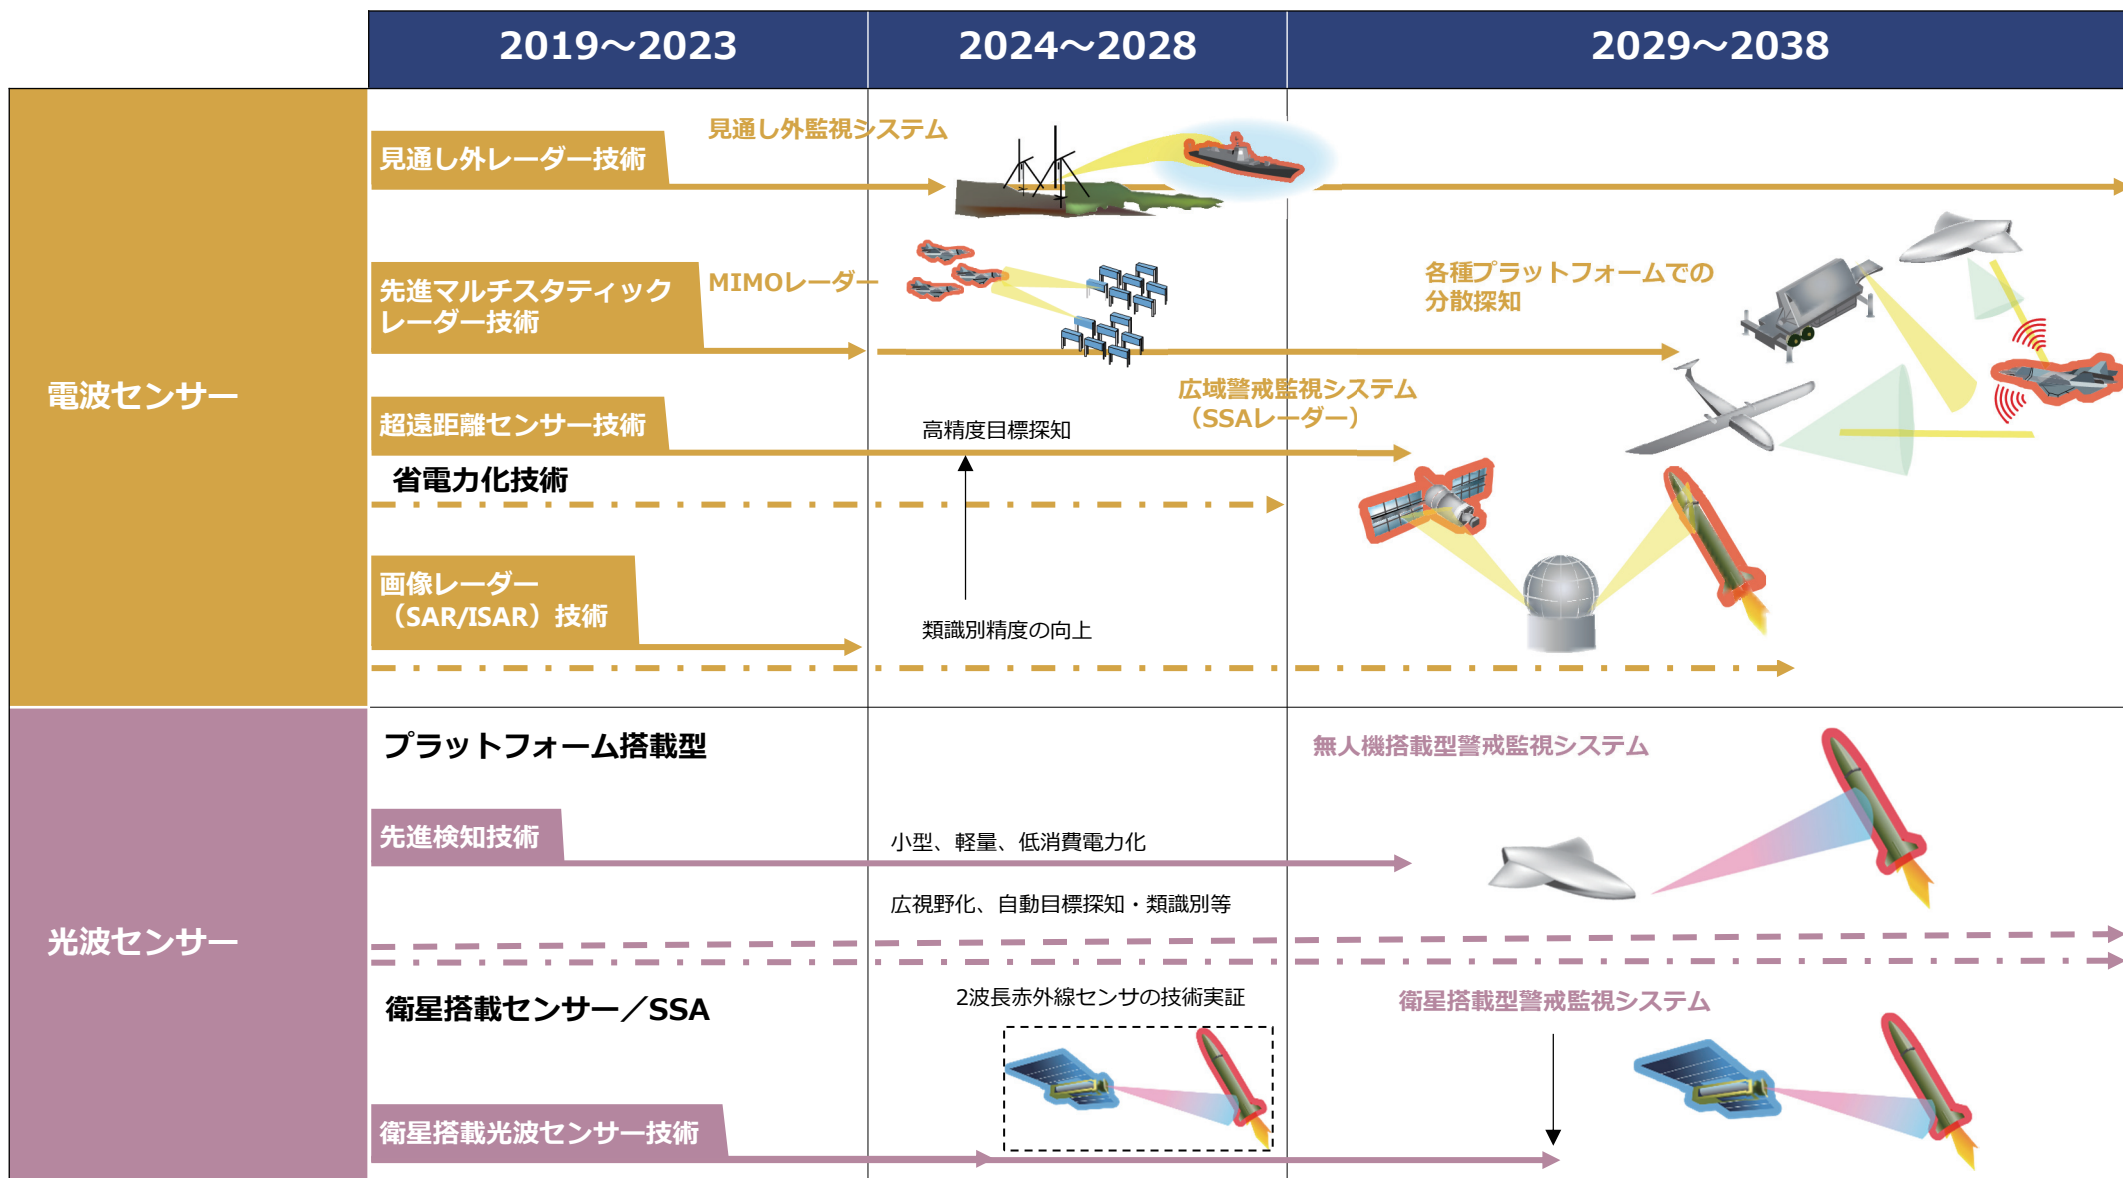 2019～2023
2024～2028
2029～2038
電波センサー
見通し外レーダー技術
見通し外監視システム
先進マルチスタティック
レーダー技術
MIMOレーダー
各種プラットフォームでの
分散探知
超遠距離センサー技術
高精度目標探知
広域警戒監視システム
（SSAレーダー）
省電力化技術
画像レーダー
（SAR/ISAR）技術
類識別精度の向上
光波センサー
プラットフォーム搭載型
無人機搭載型警戒監視システム
先進検知技術
小型、軽量、低消費電力化
広視野化、自動目標探知・類識別等
衛星搭載センサー／SSA
2波長赤外線センサの技術実証
衛星搭載型警戒監視システム
衛星搭載光波センサー技術